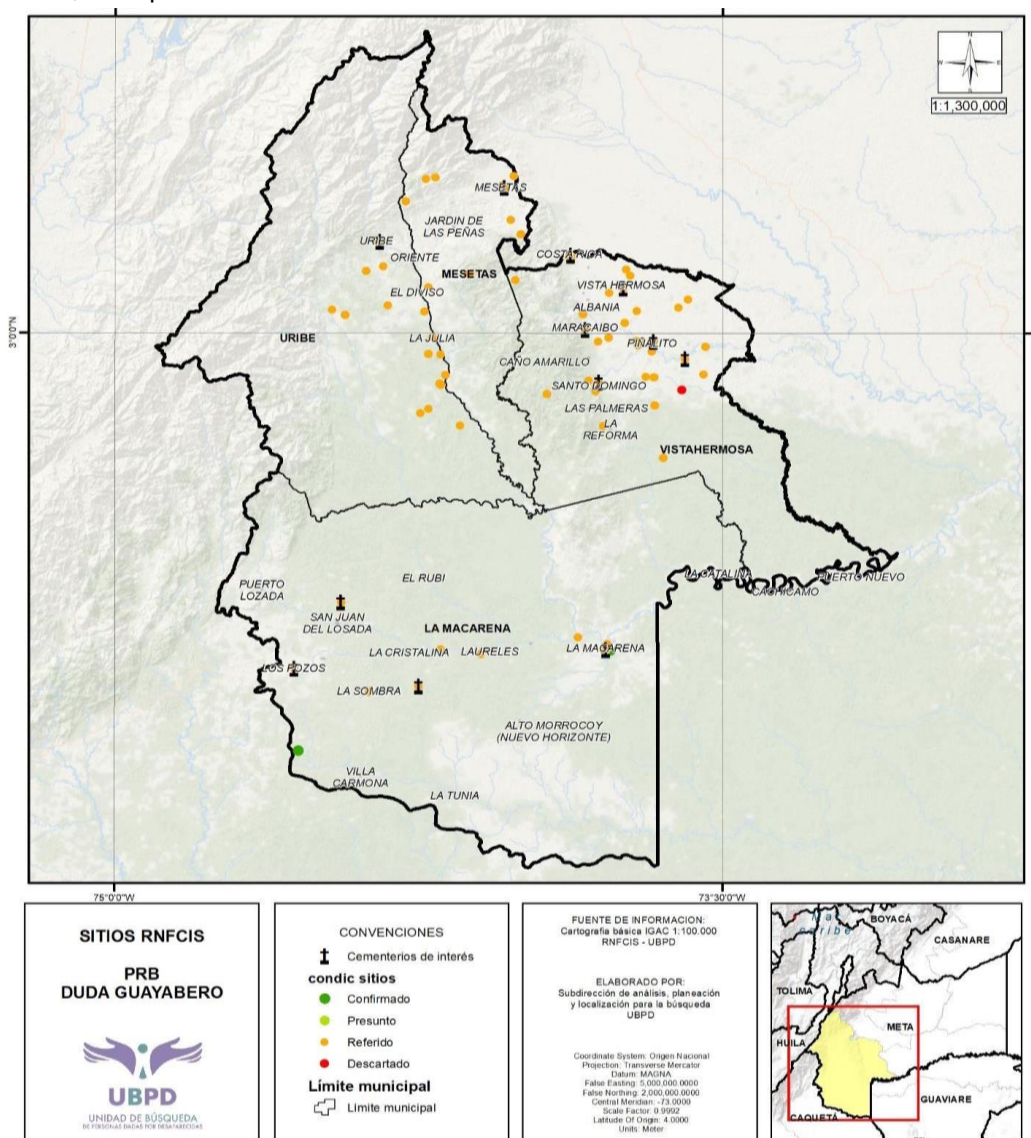 N
W
E
S
1:1,300,000
MESETAS
JARDIN DE
LAS PEÑAS
URIBE
ORIENTE
COSTA RICA
MESETAS
VISTA HERMOSA
EL DIVISO
ALBANIA
3°0'0"N
URIBE
LA JULIA
MARACAIBO
PIÑALITO
CAÑO AMARILLO
SANTO DOMINGO
LAS PALMERAS
LA
REFORMA
VISTAHERMOSA
PUERTO
LOZADA
EL RUBI
LA CATALINA
CACHICAMO
PUERTO NUEVO
SAN JUAN
DEL LOSADA
LA MACARENA
LA CRISTALINA
LAURELES
LA MACARENA
LOS POZOS
LA SOMBRA
ALTO MORROCOY
(NUEVO HORIZONTE)
VILLA
CARMONA
LA TUNIA
75°0'0"W
73°30'0"W
SITIOS RNFCIS
PRB
DUDA GUAYABERO
UBPD
UNIDAD DE BÚSQUEDA
DE PERSONAS DADAS POR DESAPARECIDAS
CONVENCIONES
Cementerios de interés
condic sitios
Confirmado
Presunto
Referido
Descartado
Límite municipal
Límite municipal
FUENTE DE INFORMACION:
Cartografía básica IGAC 1:100.000
RNFCIS - UBPD
ELABORADO POR:
Subdirección de análisis, planeación
y localización para la búsqueda
UBPD
Coordinate System: Origen Nacional
Projection: Transverse Mercator
Datum: MAGNA
False Easting: 5,000,000.0000
False Northing: 2,000,000.0000
Central Meridian: -73.0000
Scale Factor: 0.9992
Latitude Of Origin: 4.0000
Units: Meter
BOYACÁ
CASANARE
TOLIMA
META
HUILA
GUAVIARE
CAQUETÁ